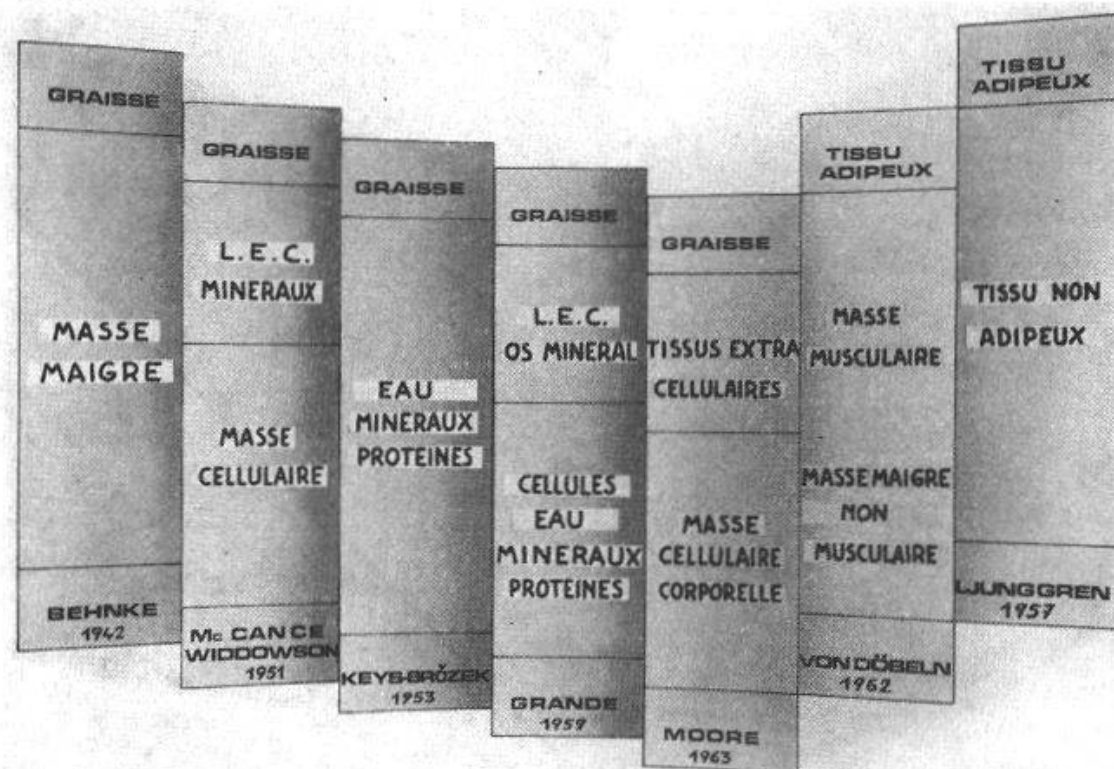 GRAISSE
MASSE
MAIGRE
BEHNKE
1942
GRAISSE
L.E.C.
MINERAUX
MASSE
CELLULAIRE
Mc CANCE
WIDDOWSON
1951
GRAISSE
EAU
MINERAUX
PROTEINES
KEYS-BRǑZEK
1953
GRAISSE
L.E.C.
OS MINERAL
CELLULES
EAU
MINERAUX
PROTEINES
GRANDE
1959
GRAISSE
TISSUS EXTRA
CELLULAIRES
MASSE
CELLULAIRE
CORPORELLE
MOORE
1963
TISSU
ADIPEUX
MASSE
MUSCULAIRE
MASSE MAIGRE
NON
MUSCULAIRE
VON DÖBELN
1962
TISSU
ADIPEUX
TISSU NON
ADIPEUX
LJUNGGREN
1957